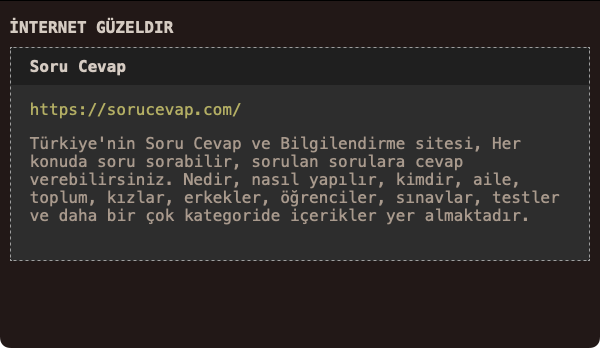 İNTERNET GÜZELDIR
Soru Cevap
https://sorucevap.com/
Türkiye'nin Soru Cevap ve Bilgilendirme sitesi, Her
konuda soru sorabilir, sorulan sorulara cevap
verebilirsiniz. Nedir, nasıl yapılır, kimdir, aile,
toplum, kızlar, erkekler, öğrenciler, sınavlar, testler
ve daha bir çok kategoride içerikler yer almaktadır.